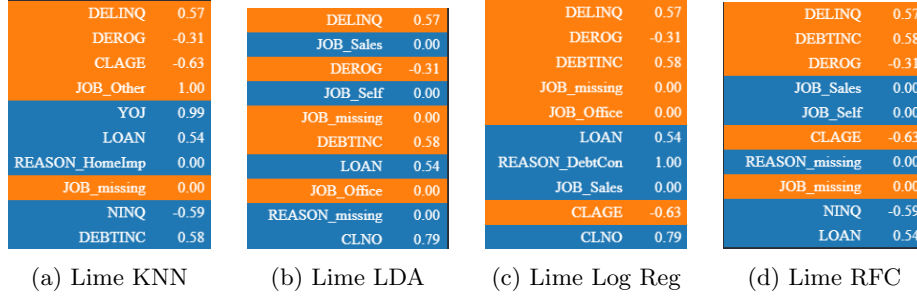 DELINQ 0.57
DEROG -0.31
CLAGE -0.63
JOB_Other 1.00
YOJ 0.99
LOAN 0.54
REASON_HomeImp 0.00
JOB_missing 0.00
NINQ -0.59
DEBTINC 0.58
(a) Lime KNN
DELINQ 0.57
JOB_Sales 0.00
DEROG -0.31
JOB_Self 0.00
JOB_missing 0.00
DEBTINC 0.58
LOAN 0.54
JOB_Office 0.00
REASON_missing 0.00
CLNO 0.79
(b) Lime LDA
DELINQ 0.57
DEROG -0.31
DEBTINC 0.58
JOB_missing 0.00
JOB_Office 0.00
LOAN 0.54
REASON_DebtCon 1.00
JOB_Sales 0.00
CLAGE -0.63
CLNO 0.79
(c) Lime Log Reg
DELINQ 0.57
DEBTINC 0.58
DEROG -0.31
JOB_Sales 0.00
JOB_Self 0.00
CLAGE -0.63
REASON_missing 0.00
JOB_missing 0.00
NINQ -0.59
LOAN 0.54
(d) Lime RFC